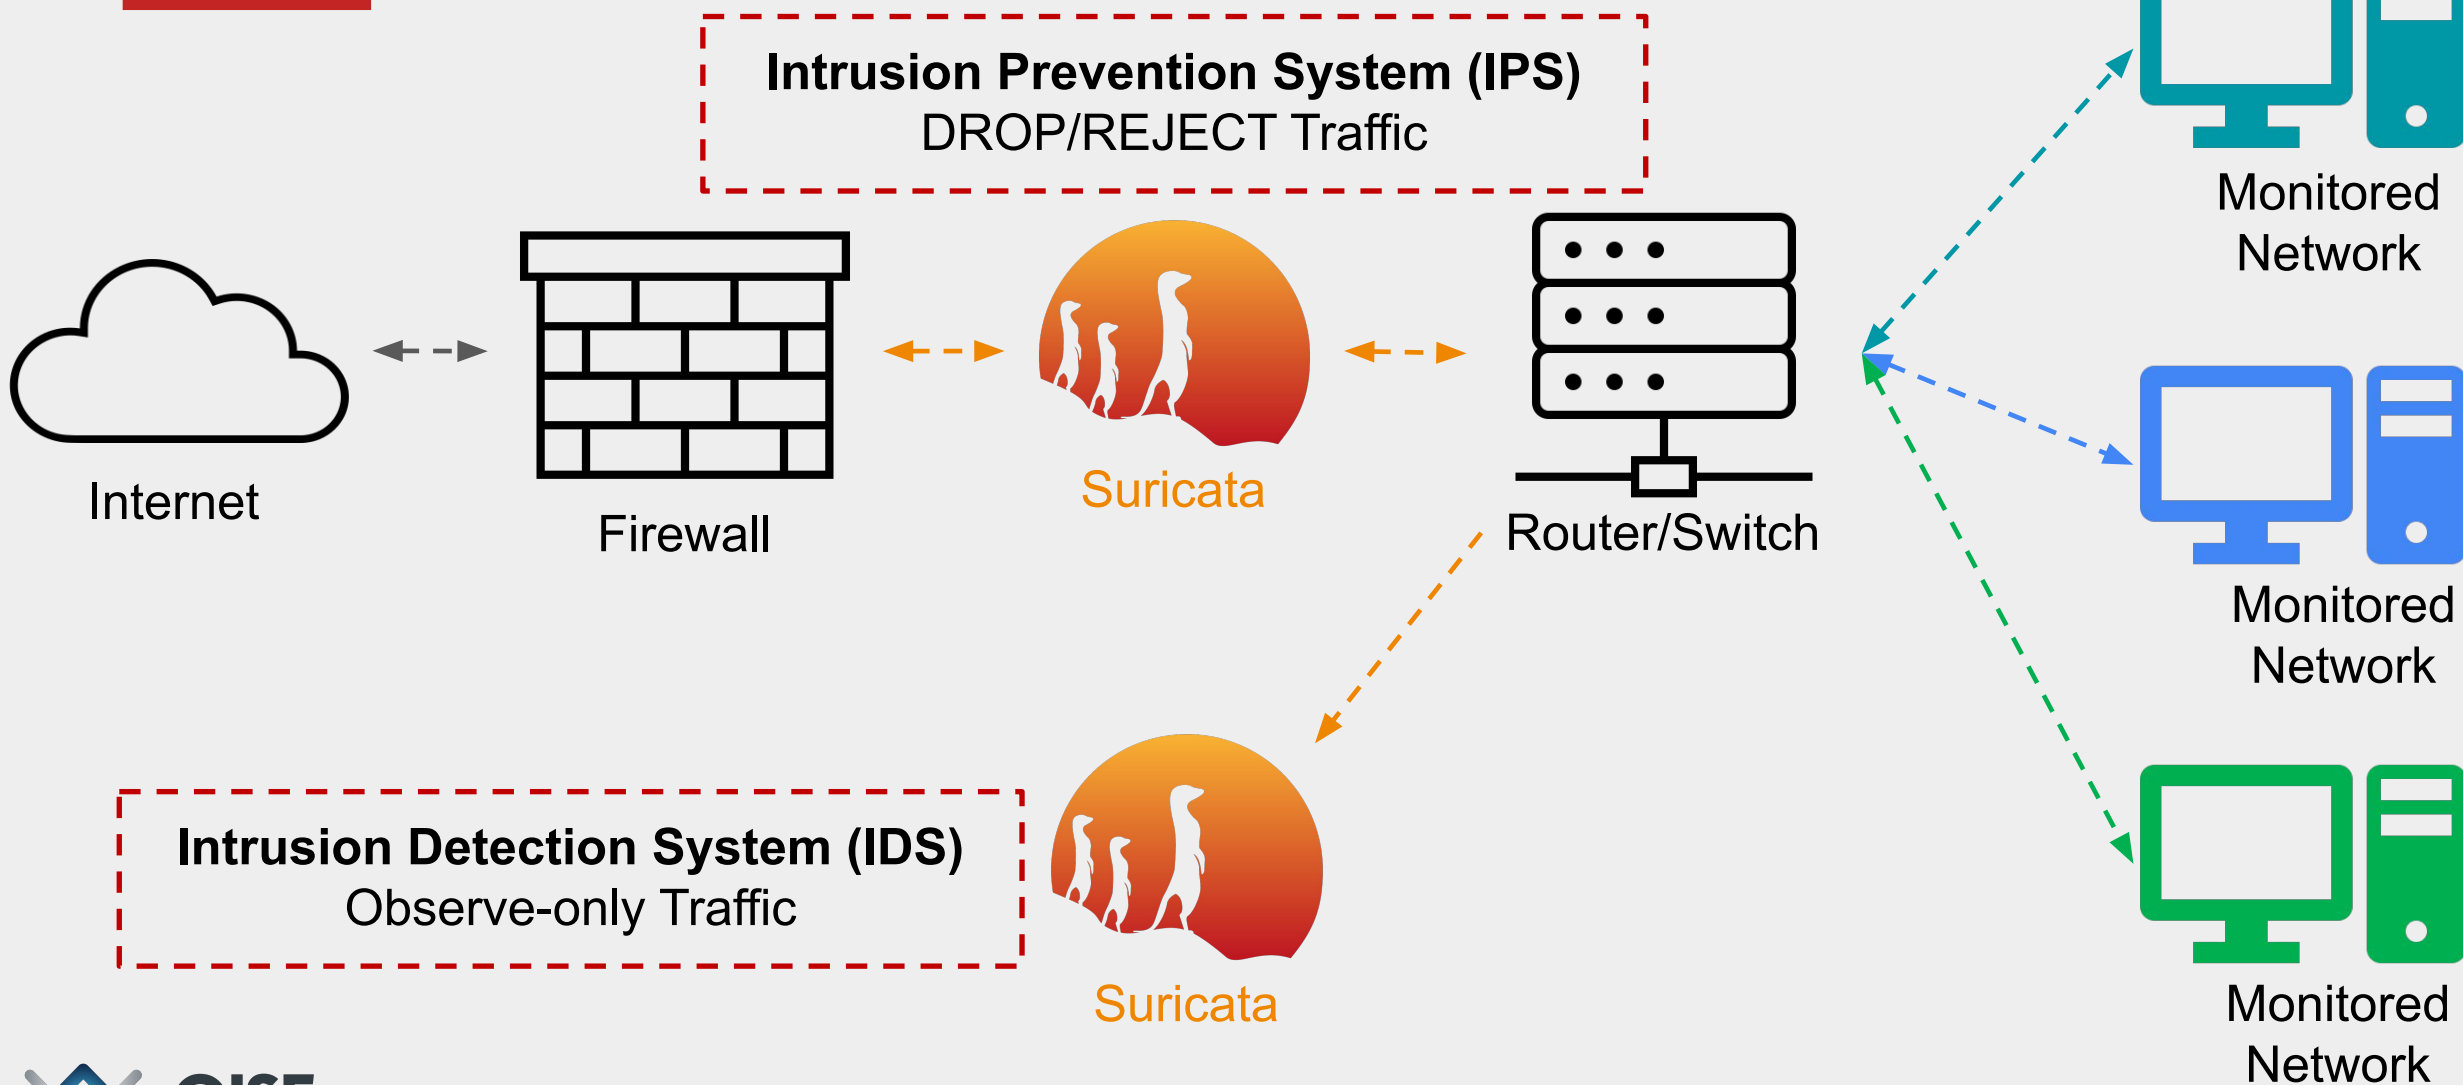 Intrusion Prevention System (IPS)
DROP/REJECT Traffic
Monitored
Network
Internet
Firewall
Suricata
Router/Switch
Monitored
Network
Intrusion Detection System (IDS)
Observe-only Traffic
Suricata
Monitored
Network
OISF